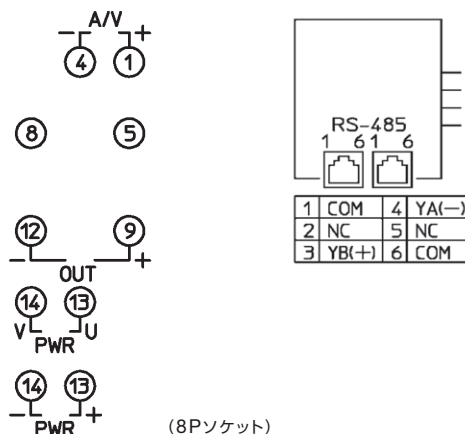 A/V
－ ＋
4 1
8 5
12 9
－ OUT ＋
14 13
V PWR U
14 13
－ PWR ＋
(8Pソケット)
RS-485
1 6 1 6
1 COM 4 YA(－)
2 NC 5 NC
3 YB(＋) 6 COM